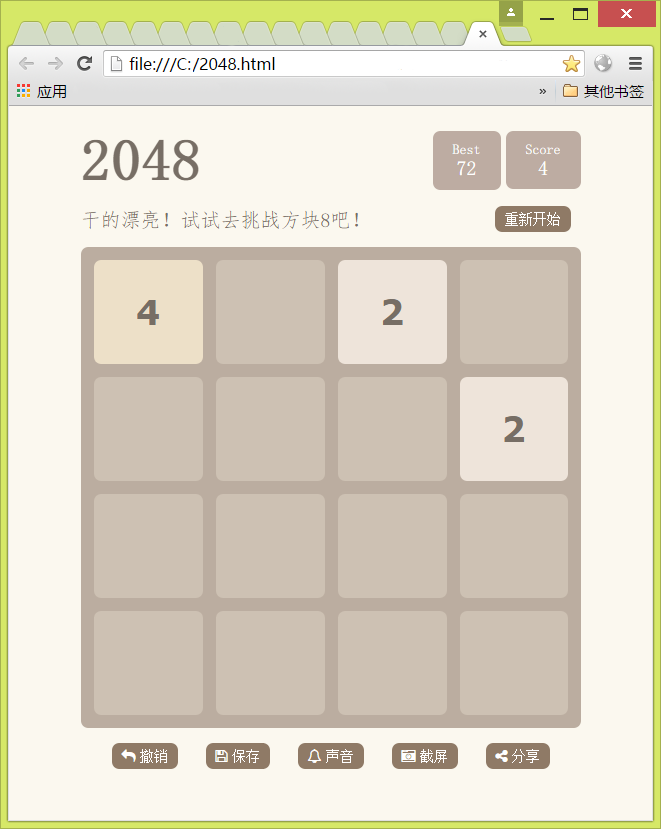 file:///C:/2048.html
应用
»
其他书签
2048
Best
72
Score
4
干的漂亮！试试去挑战方块8吧！
重新开始
4
2
2
撤销
保存
声音
截屏
分享